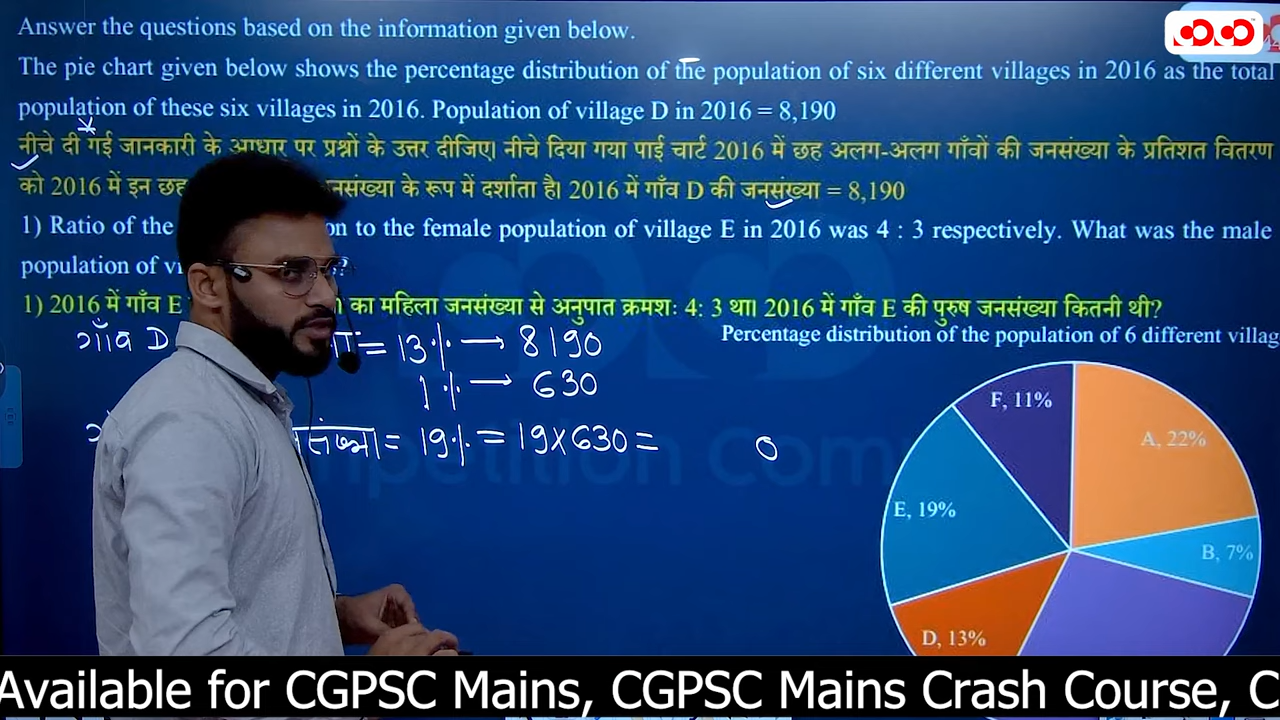 Answer the questions based on the information given below.
The pie chart given below shows the percentage distribution of the population of six different villages in 2016 as the total
population of these six villages in 2016. Population of village D in 2016 = 8,190
नीचे दी गई जानकारी के आधार पर प्रश्नों के उत्तर दीजिए। नीचे दिया गया पाई चार्ट 2016 में छह अलग-अलग गाँवों की जनसंख्या के प्रतिशत वितरण
को 2016 में इन छह नसंख्या के रूप में दर्शाता है। 2016 में गाँव D की जनसंख्या = 8,190
1) Ratio of the on to the female population of village E in 2016 was 4 : 3 respectively. What was the male
population of vi ?
1) 2016 में गाँव E का महिला जनसंख्या से अनुपात क्रमशः 4: 3 था। 2016 में गाँव E की पुरुष जनसंख्या कितनी थी?
Percentage distribution of the population of 6 different villag
गाँव D = 13% → 8190
1% → 630
= 19% = 19×630 = 0
F, 11%
A, 22%
E, 19%
B, 7%
D, 13%
Available for CGPSC Mains, CGPSC Mains Crash Course, C